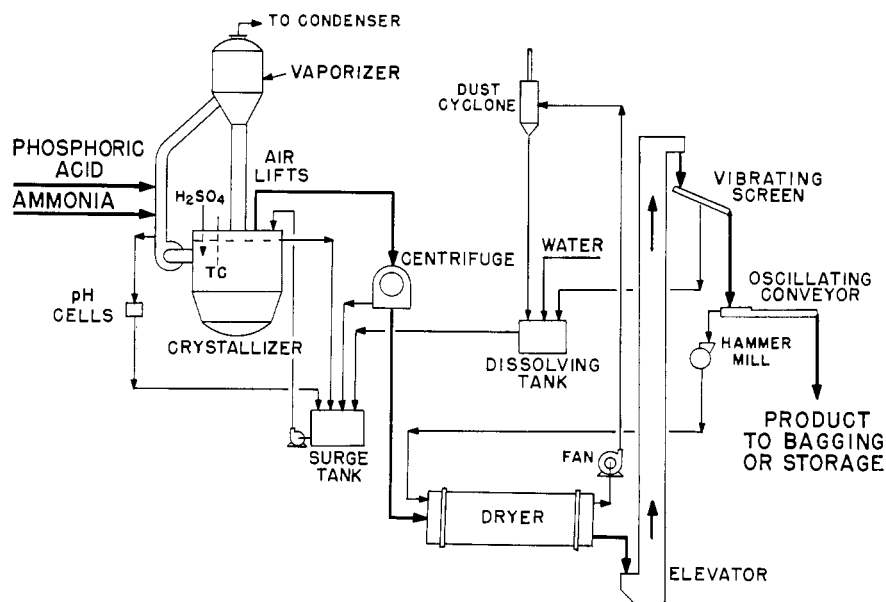 TO CONDENSER
VAPORIZER
DUST
CYCLONE
PHOSPHORIC
ACID
AMMONIA
AIR
LIFTS
H₂SO₄
TC
VIBRATING
SCREEN
WATER
CENTRIFUGE
OSCILLATING
CONVEYOR
pH
CELLS
CRYSTALLIZER
HAMMER
MILL
DISSOLVING
TANK
PRODUCT
TO BAGGING
OR STORAGE
SURGE
TANK
FAN
DRYER
ELEVATOR